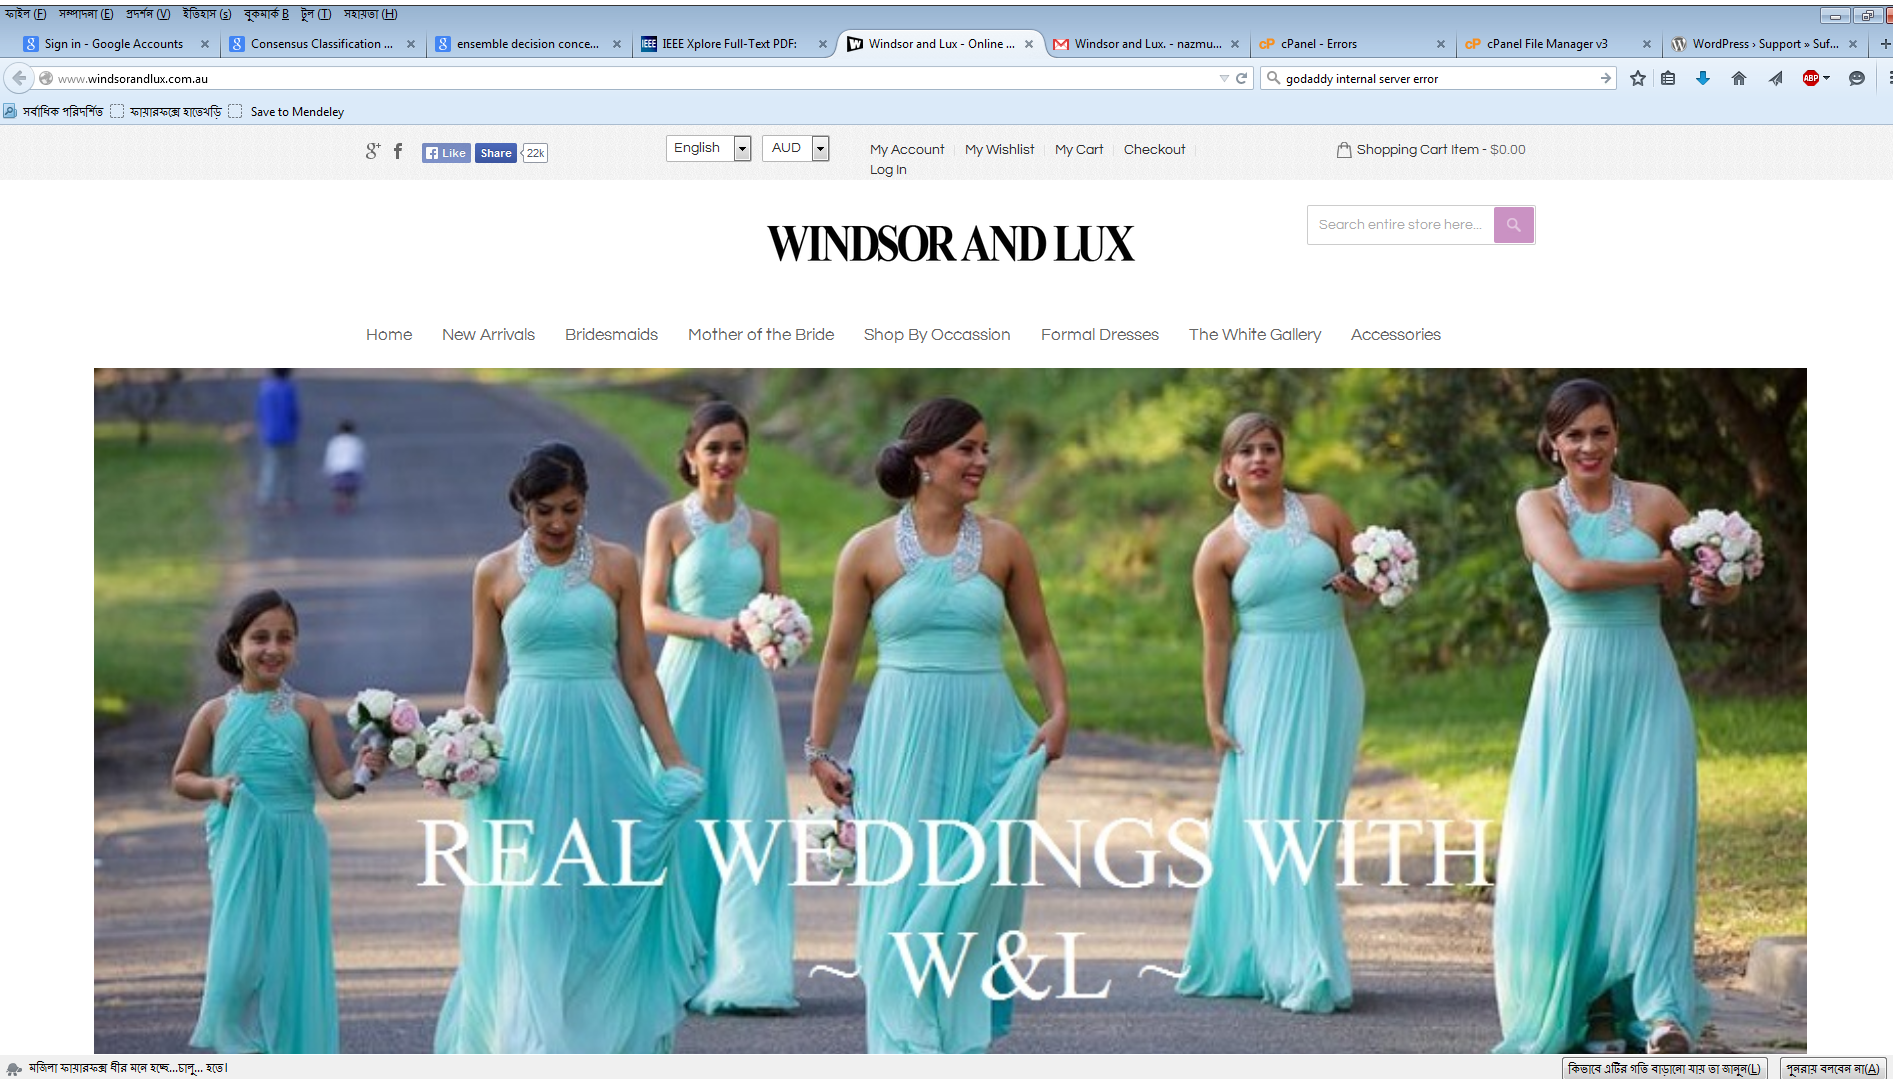 ফাইল (F) সম্পাদনা (E) প্রদর্শন (V) ইতিহাস (s) বুকমার্ক B টুল (T) সহায়তা (H)
Sign in - Google Accounts Consensus Classification ... ensemble decision conce... IEEE Xplore Full-Text PDF: Windsor and Lux - Online ... Windsor and Lux. - nazmu... cPanel - Errors cPanel File Manager v3 WordPress › Support » Suf...
www.windsorandlux.com.au godaddy internal server error
সর্বাধিক পরিদর্শিত ফায়ারফক্সে হাতেখড়ি Save to Mendeley
g+ f Like Share 22k English AUD My Account My Wishlist My Cart Checkout Shopping Cart Item - $0.00
Log In
Search entire store here...
WINDSOR AND LUX
Home New Arrivals Bridesmaids Mother of the Bride Shop By Occassion Formal Dresses The White Gallery Accessories
REAL WEDDINGS WITH
~ W&L ~
মজিলা ফায়ারফক্স ধীর মনে হচ্ছে...চালু... হতে। কিভাবে এটির গতি বাড়ানো যায় তা জানুন(L) পুনরায় বলবেন না(A)